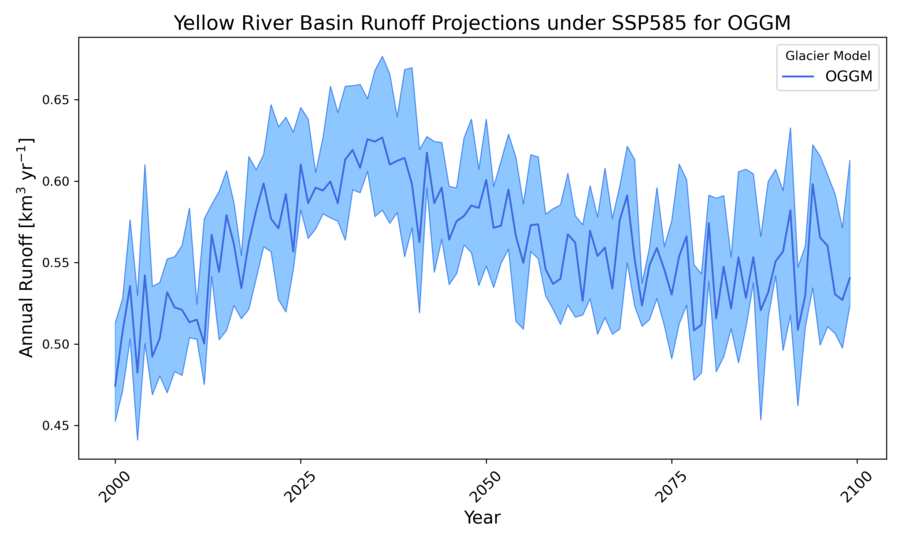 Yellow River Basin Runoff Projections under SSP585 for OGGM
Glacier Model
OGGM
Annual Runoff [km³ yr⁻¹]
0.65
0.60
0.55
0.50
0.45
2000
2025
2050
2075
2100
Year